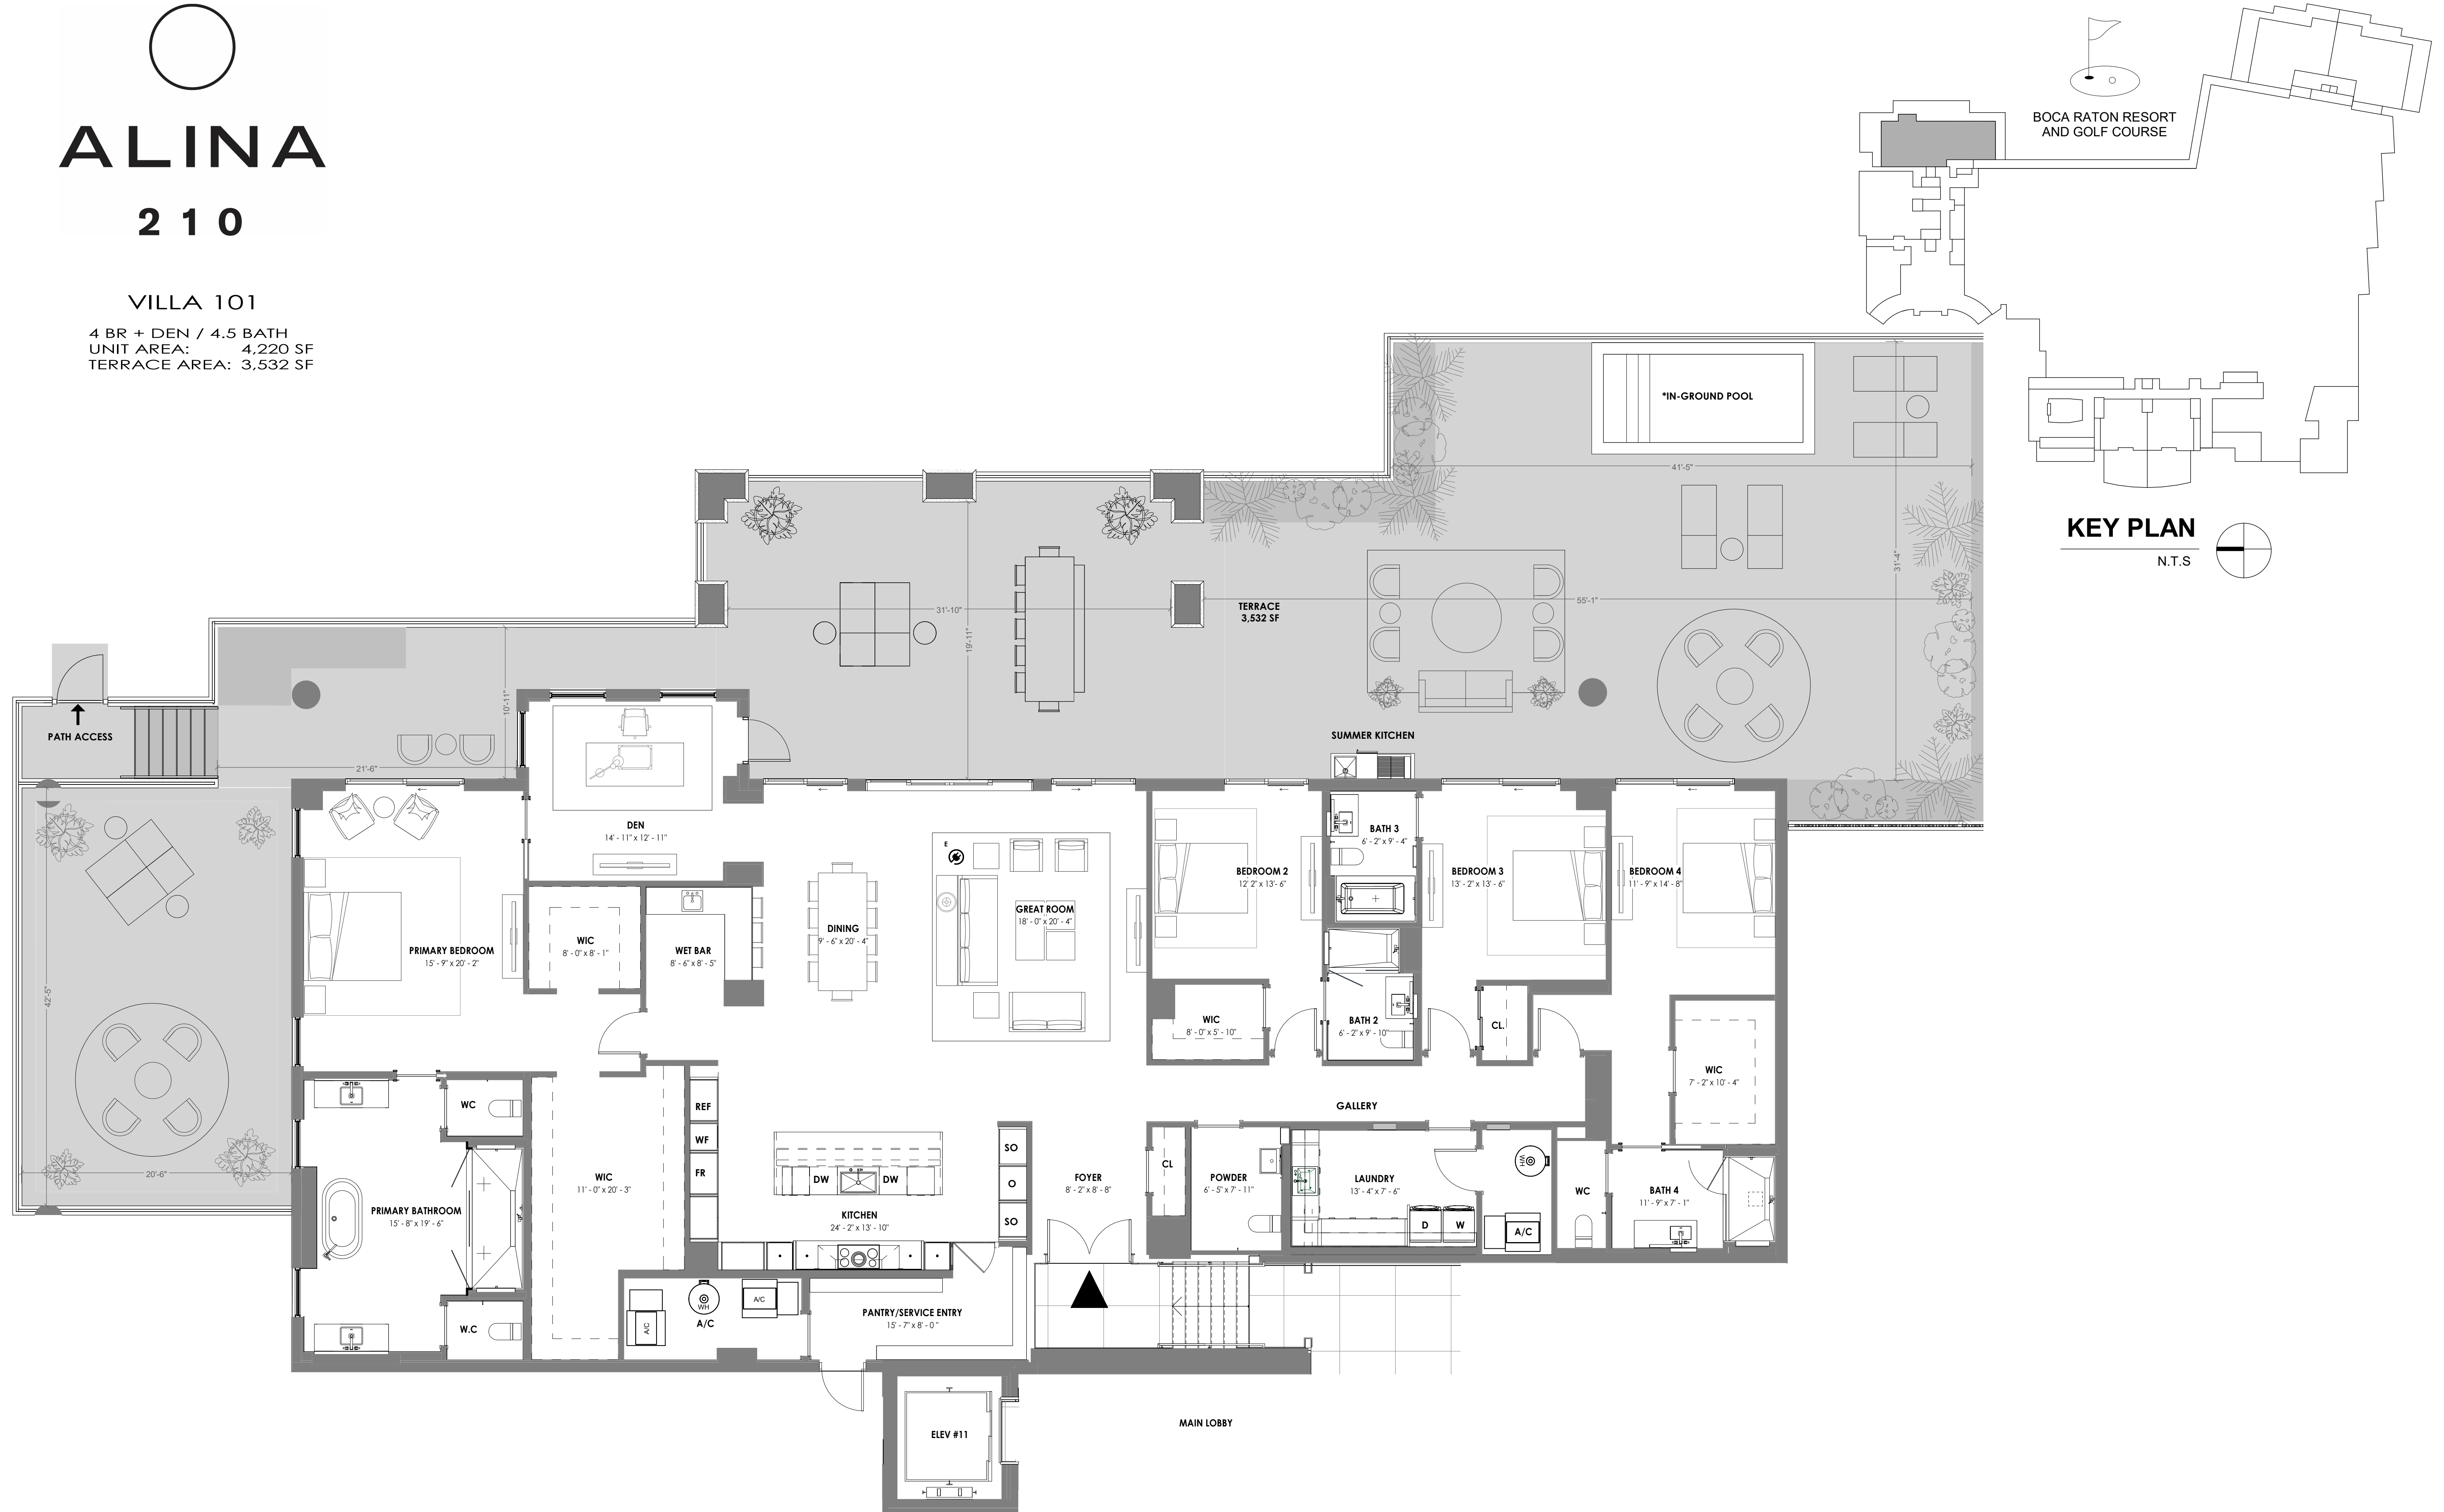 ALINA
210
VILLA 101
4 BR + DEN / 4.5 BATH
UNIT AREA: 4,220 SF
TERRACE AREA: 3,532 SF
BOCA RATON RESORT
AND GOLF COURSE
KEY PLAN
N.T.S
*IN-GROUND POOL
41'-5"
31'-4"
31'-10"
19'-11"
TERRACE
3,532 SF
55'-1"
PATH ACCESS
10'-11"
21'-6"
SUMMER KITCHEN
DEN
14' - 11" x 12' - 11"
BATH 3
6' - 2" x 9' - 4"
E
BEDROOM 2
12' 2" x 13'- 6"
BEDROOM 3
13' - 2" x 13' - 6"
BEDROOM 4
11' - 9" x 14' - 8"
GREAT ROOM
18' - 0" x 20' - 4"
DINING
9' - 6" x 20' - 4"
WIC
8' - 0" x 8' - 1"
WET BAR
8' - 6" x 8' - 5"
PRIMARY BEDROOM
15' - 9" x 20' - 2"
42'-5"
WIC
8' - 0" x 5' - 10"
BATH 2
6' - 2" x 9' - 10"
CL.
WIC
7' - 2" x 10' - 4"
GALLERY
WC
REF
WF
FR
WIC
11' - 0" x 20' - 3"
DW
DW
SO
O
SO
FOYER
8' - 2" x 8' - 8"
CL
POWDER
6' - 5" x 7' - 11"
LAUNDRY
13' - 4" x 7' - 6"
WH
WC
BATH 4
11' - 9" x 7' - 1"
20'-6"
PRIMARY BATHROOM
15' - 8" x 19' - 6"
KITCHEN
24' - 2" x 13' - 10"
D
W
A/C
W.C
A/C
WH
A/C
A/C
PANTRY/SERVICE ENTRY
15' - 7" x 8' - 0 "
ELEV #11
MAIN LOBBY